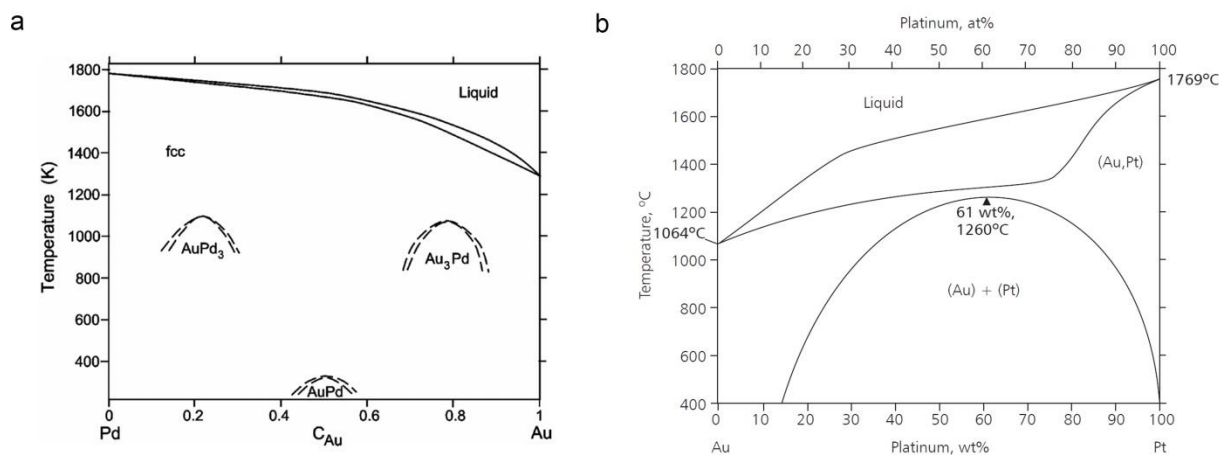 a
Temperature (K)
1800
1600
1400
1200
1000
800
600
400
Liquid
fcc
AuPd₃
Au₃Pd
AuPd
0 0.2 0.4 0.6 0.8 1
Pd C_Au Au
b
Platinum, at%
0 10 20 30 40 50 60 70 80 90 100
Temperature, °C
1800
1600
1400
1200
1000
800
600
400
1769°C
Liquid
(Au,Pt)
1064°C
61 wt%,
1260°C
(Au) + (Pt)
0 10 20 30 40 50 60 70 80 90 100
Au Platinum, wt% Pt